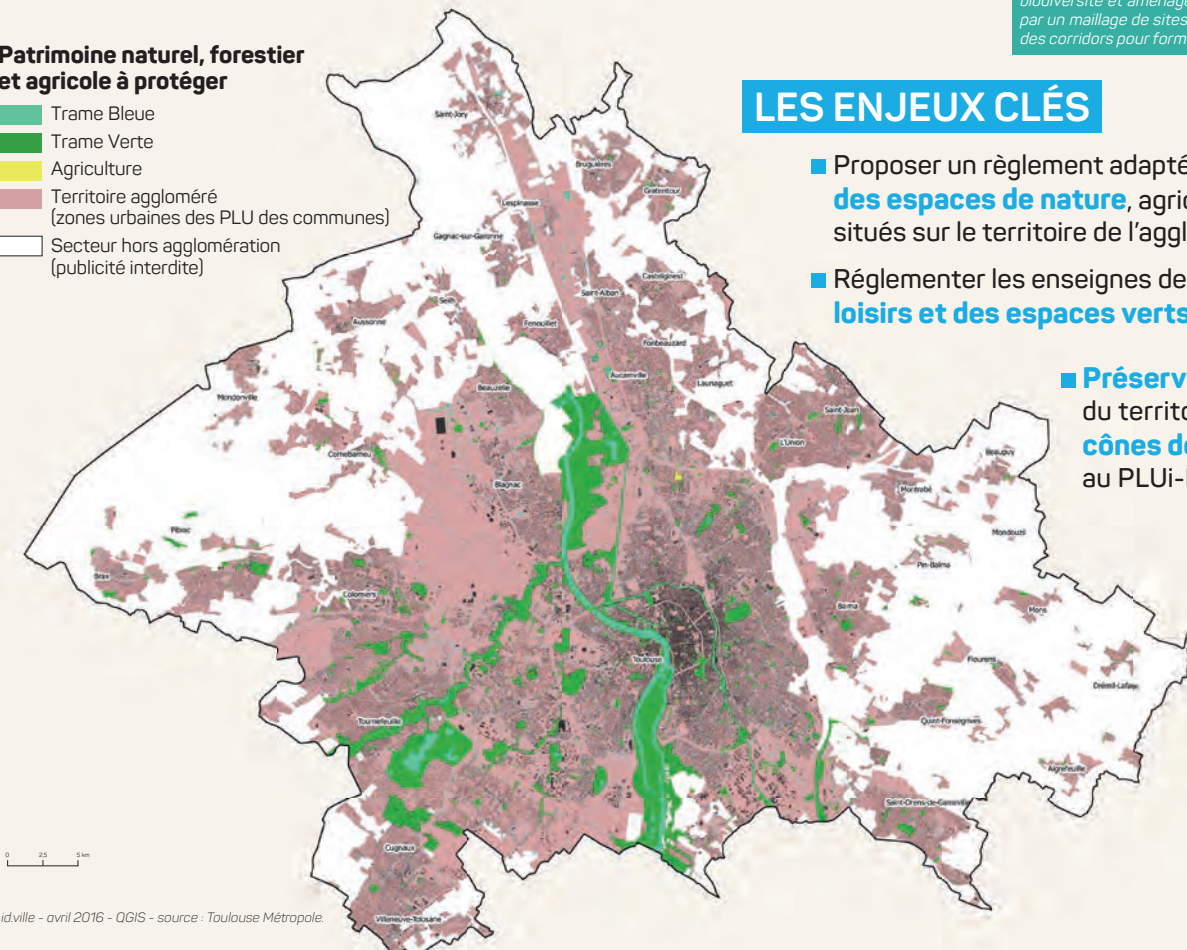 biodiversité et aménage
par un maillage de sites
des corridors pour form
Patrimoine naturel, forestier
et agricole à protéger
Trame Bleue
Trame Verte
Agriculture
Territoire aggloméré
(zones urbaines des PLU des communes)
Secteur hors agglomération
(publicité interdite)
LES ENJEUX CLÉS
Proposer un règlement adapté
des espaces de nature, agric
situés sur le territoire de l'aggl
Réglementer les enseignes de
loisirs et des espaces verts
Préserv
du territo
cônes de
au PLUi-
Saint-Jory
Bruguières
Gratentour
Lespinasse
Gagnac-sur-Garonne
Castelginest
Saint-Alban
Seilh
Aussonne
Fenouillet
Fonbeauzard
Aucamville
Launaguet
Beauzelle
Mondonville
Saint-Jean
L'Union
Cornebarrieu
Beaupuy
Blagnac
Montrabé
Pibrac
Mondouzil
Pin-Balma
Brax
Colomiers
Balma
Mons
Toulouse
Flourens
Drémil-Lafage
Tournefeuille
Quint-Fonsegrives
Aigrefeuille
Saint-Orens-de-Gameville
Cugnaux
Villeneuve-Tolosane
0 2,5 5 km
id.ville - avril 2016 - QGIS - source : Toulouse Métropole.